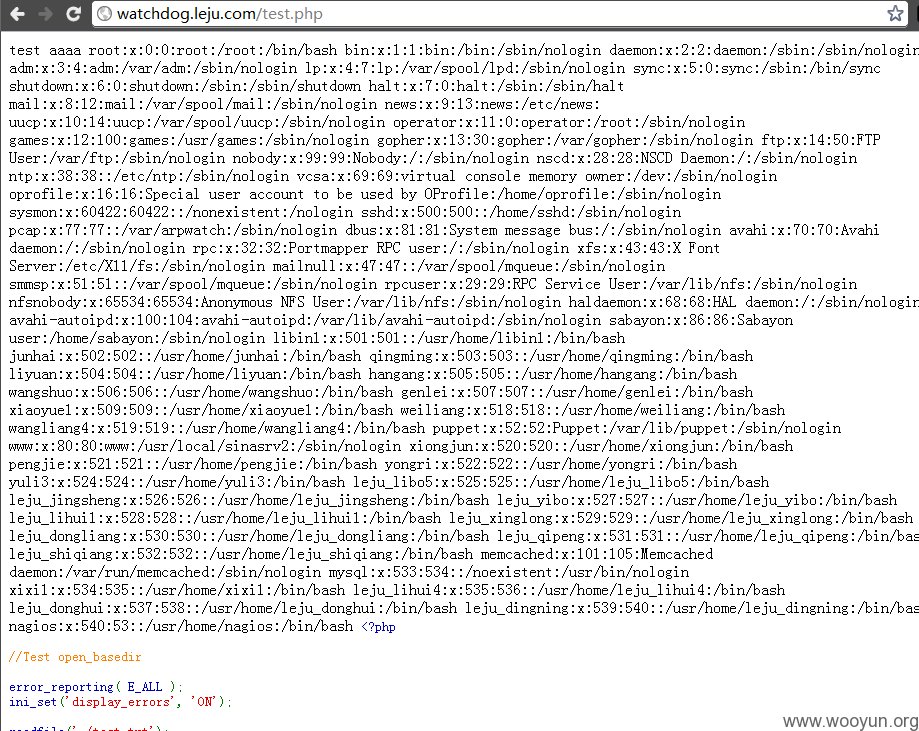 watchdog.leju.com/test.php
test aaaa root:x:0:0:root:/root:/bin/bash bin:x:1:1:bin:/bin:/sbin/nologin daemon:x:2:2:daemon:/sbin:/sbin/nologin
adm:x:3:4:adm:/var/adm:/sbin/nologin lp:x:4:7:lp:/var/spool/lpd:/sbin/nologin sync:x:5:0:sync:/sbin:/bin/sync
shutdown:x:6:0:shutdown:/sbin:/sbin/shutdown halt:x:7:0:halt:/sbin:/sbin/halt
mail:x:8:12:mail:/var/spool/mail:/sbin/nologin news:x:9:13:news:/etc/news:
uucp:x:10:14:uucp:/var/spool/uucp:/sbin/nologin operator:x:11:0:operator:/root:/sbin/nologin
games:x:12:100:games:/usr/games:/sbin/nologin gopher:x:13:30:gopher:/var/gopher:/sbin/nologin ftp:x:14:50:FTP
User:/var/ftp:/sbin/nologin nobody:x:99:99:Nobody:/:/sbin/nologin nscd:x:28:28:NSCD Daemon:/:/sbin/nologin
ntp:x:38:38::/etc/ntp:/sbin/nologin vcsa:x:69:69:virtual console memory owner:/dev:/sbin/nologin
oprofile:x:16:16:Special user account to be used by OProfile:/home/oprofile:/sbin/nologin
sysmon:x:60422:60422::/nonexistent:/nologin sshd:x:500:500::/home/sshd:/sbin/nologin
pcap:x:77:77::/var/arpwatch:/sbin/nologin dbus:x:81:81:System message bus:/:/sbin/nologin avahi:x:70:70:Avahi
daemon:/:/sbin/nologin rpc:x:32:32:Portmapper RPC user:/:/sbin/nologin xfs:x:43:43:X Font
Server:/etc/X11/fs:/sbin/nologin mailnull:x:47:47::/var/spool/mqueue:/sbin/nologin
smmsp:x:51:51::/var/spool/mqueue:/sbin/nologin rpcuser:x:29:29:RPC Service User:/var/lib/nfs:/sbin/nologin
nfsnobody:x:65534:65534:Anonymous NFS User:/var/lib/nfs:/sbin/nologin haldaemon:x:68:68:HAL daemon:/:/sbin/nologin
avahi-autoipd:x:100:104:avahi-autoipd:/var/lib/avahi-autoipd:/sbin/nologin sabayon:x:86:86:Sabayon
user:/home/sabayon:/sbin/nologin libin1:x:501:501::/usr/home/libin1:/bin/bash
junhai:x:502:502::/usr/home/junhai:/bin/bash qingming:x:503:503::/usr/home/qingming:/bin/bash
liyuan:x:504:504::/usr/home/liyuan:/bin/bash hangang:x:505:505::/usr/home/hangang:/bin/bash
wangshuo:x:506:506::/usr/home/wangshuo:/bin/bash genlei:x:507:507::/usr/home/genlei:/bin/bash
xiaoyue1:x:509:509::/usr/home/xiaoyue1:/bin/bash weiliang:x:518:518::/usr/home/weiliang:/bin/bash
wangliang4:x:519:519::/usr/home/wangliang4:/bin/bash puppet:x:52:52:Puppet:/var/lib/puppet:/sbin/nologin
www:x:80:80:www:/usr/local/sinasrv2:/sbin/nologin xiongjun:x:520:520::/usr/home/xiongjun:/bin/bash
pengjie:x:521:521::/usr/home/pengjie:/bin/bash yongri:x:522:522::/usr/home/yongri:/bin/bash
yuli3:x:524:524::/usr/home/yuli3:/bin/bash leju_libo5:x:525:525::/usr/home/leju_libo5:/bin/bash
leju_jingsheng:x:526:526::/usr/home/leju_jingsheng:/bin/bash leju_yibo:x:527:527::/usr/home/leju_yibo:/bin/bash
leju_lihui1:x:528:528::/usr/home/leju_lihui1:/bin/bash leju_xinglong:x:529:529::/usr/home/leju_xinglong:/bin/bash
leju_dongliang:x:530:530::/usr/home/leju_dongliang:/bin/bash leju_qipeng:x:531:531::/usr/home/leju_qipeng:/bin/bas
leju_shiqiang:x:532:532::/usr/home/leju_shiqiang:/bin/bash memcached:x:101:105:Memcached
daemon:/var/run/memcached:/sbin/nologin mysql:x:533:534::/noexistent:/usr/bin/nologin
xixi1:x:534:535::/usr/home/xixi1:/bin/bash leju_lihui4:x:535:536::/usr/home/leju_lihui4:/bin/bash
leju_donghui:x:537:538::/usr/home/leju_donghui:/bin/bash leju_dingning:x:539:540::/usr/home/leju_dingning:/bin/bas
nagios:x:540:53::/usr/home/nagios:/bin/bash <?php
//Test open_basedir
error_reporting( E_ALL );
ini_set('display_errors', 'ON');
www.wooyun.org